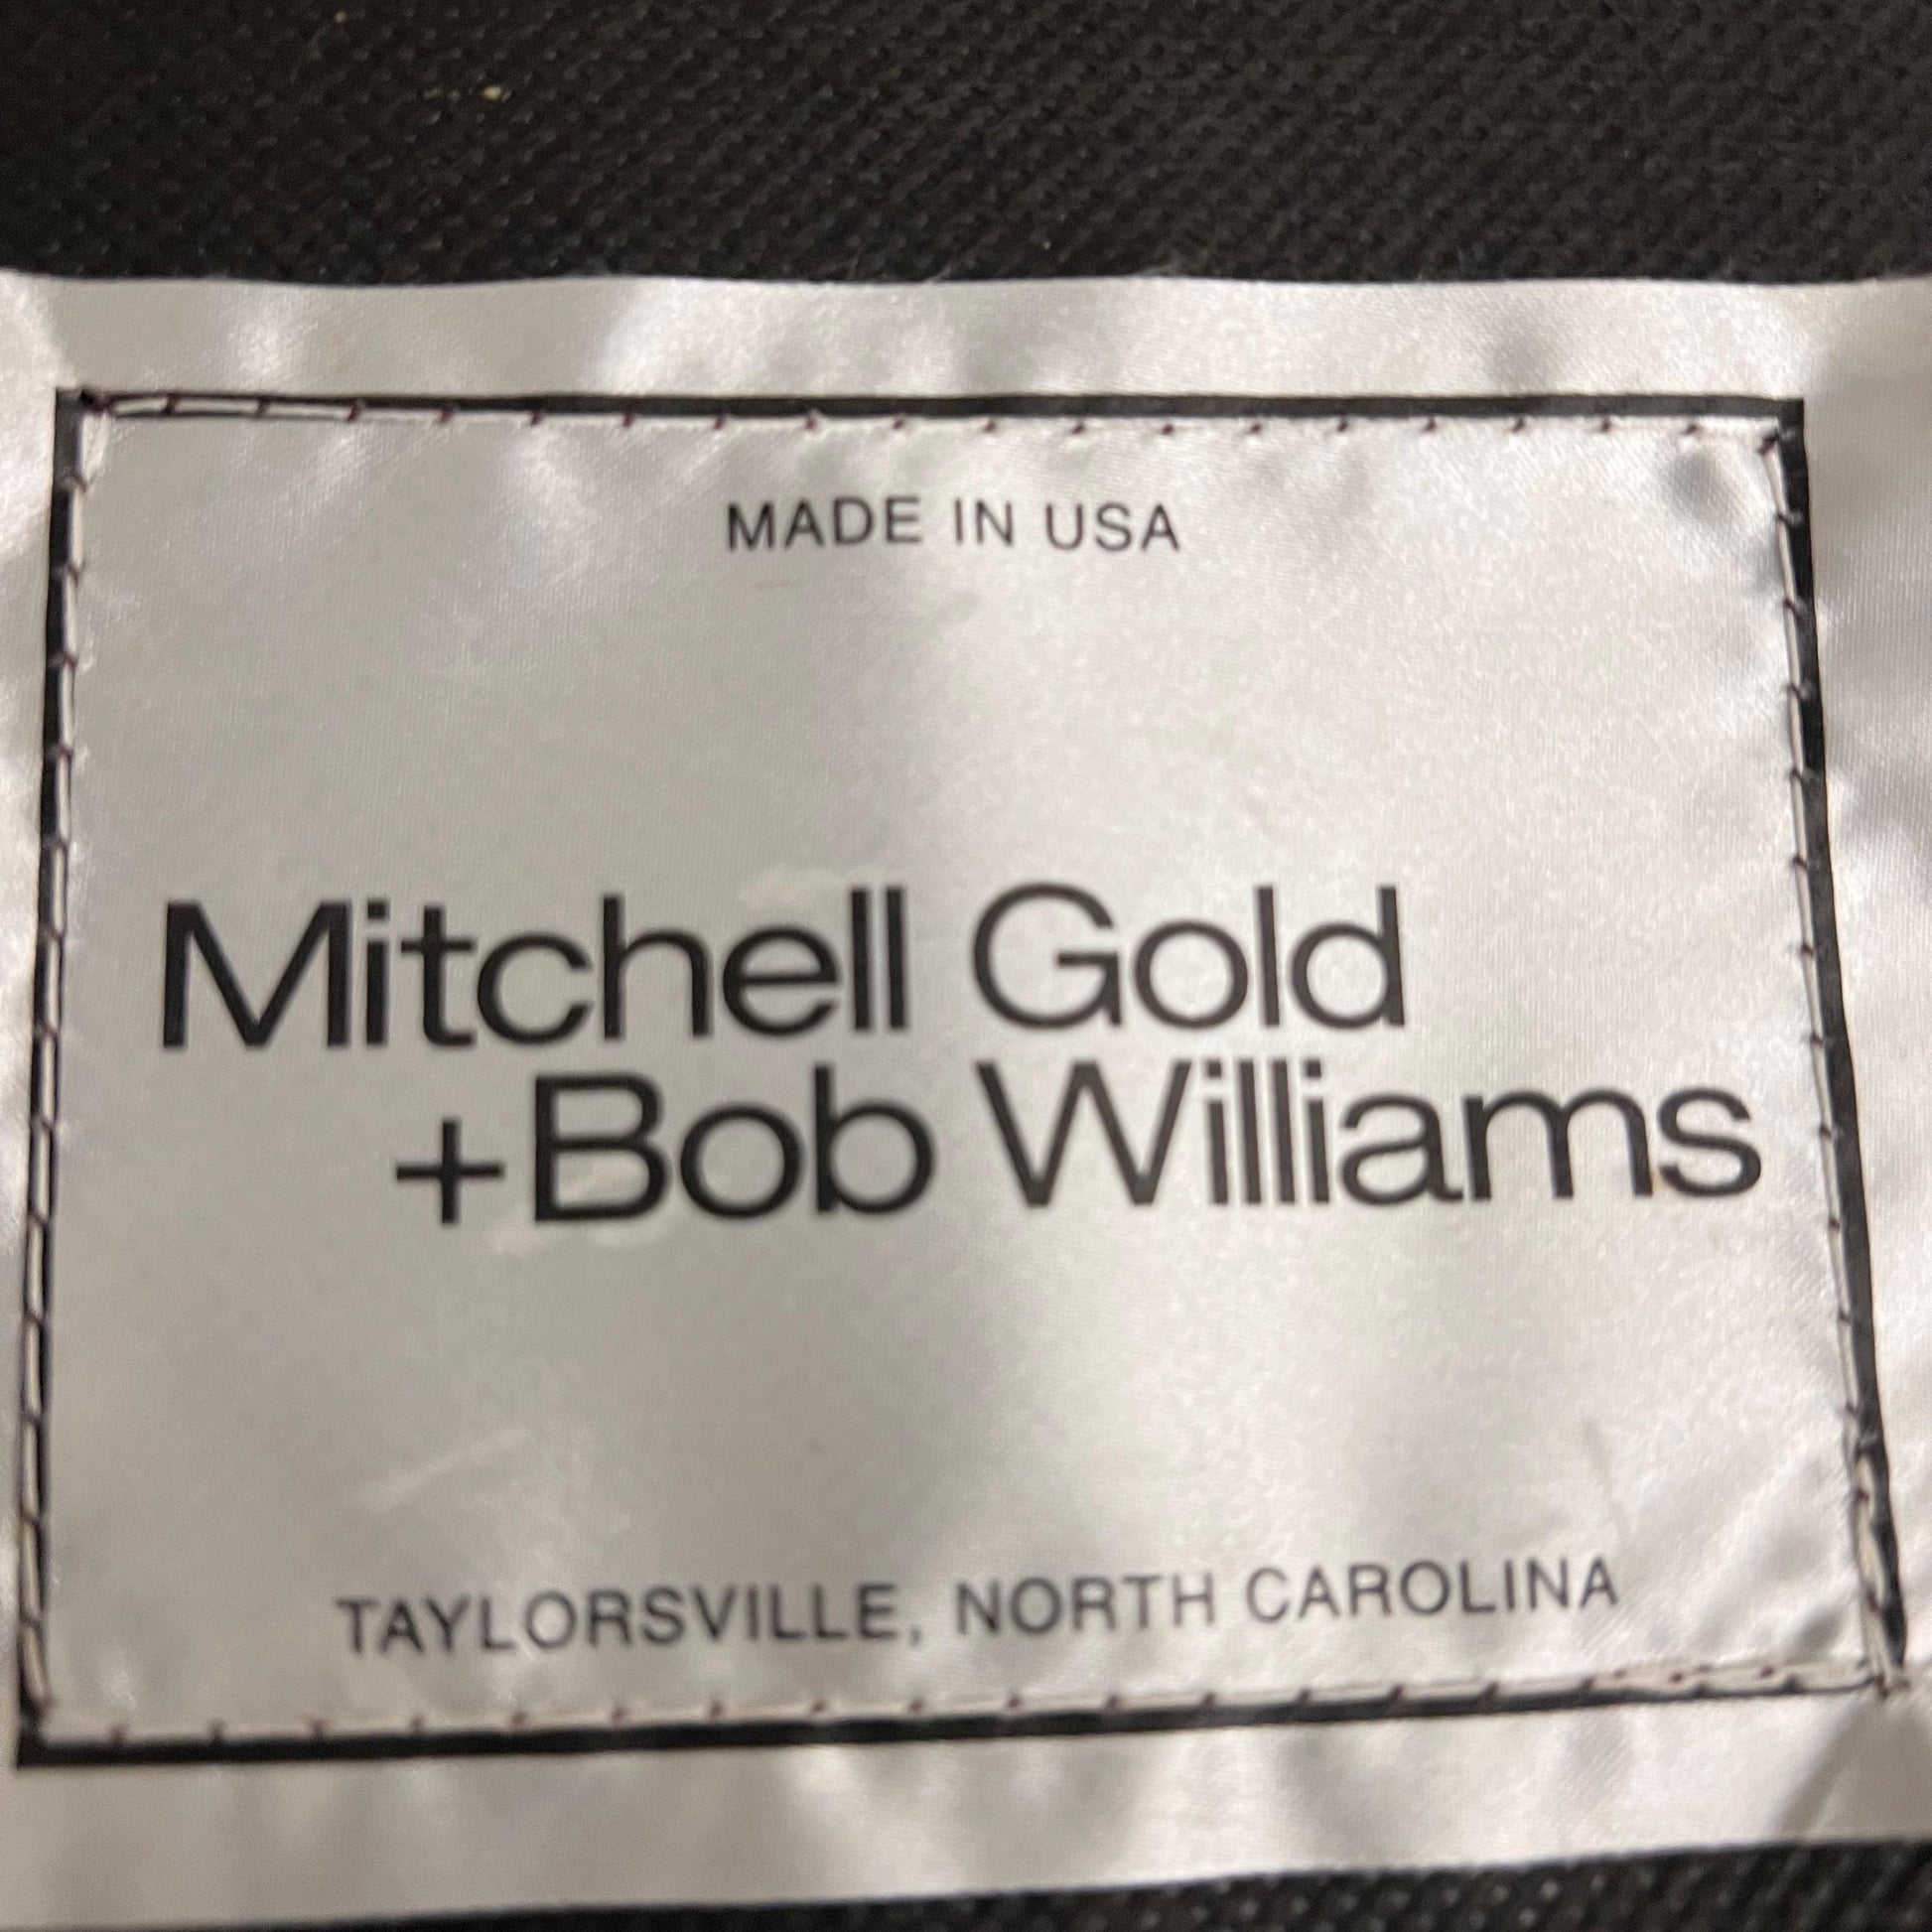 MADE IN USA
Mitchell Gold
+Bob Williams
TAYLORSVILLE, NORTH CAROLINA